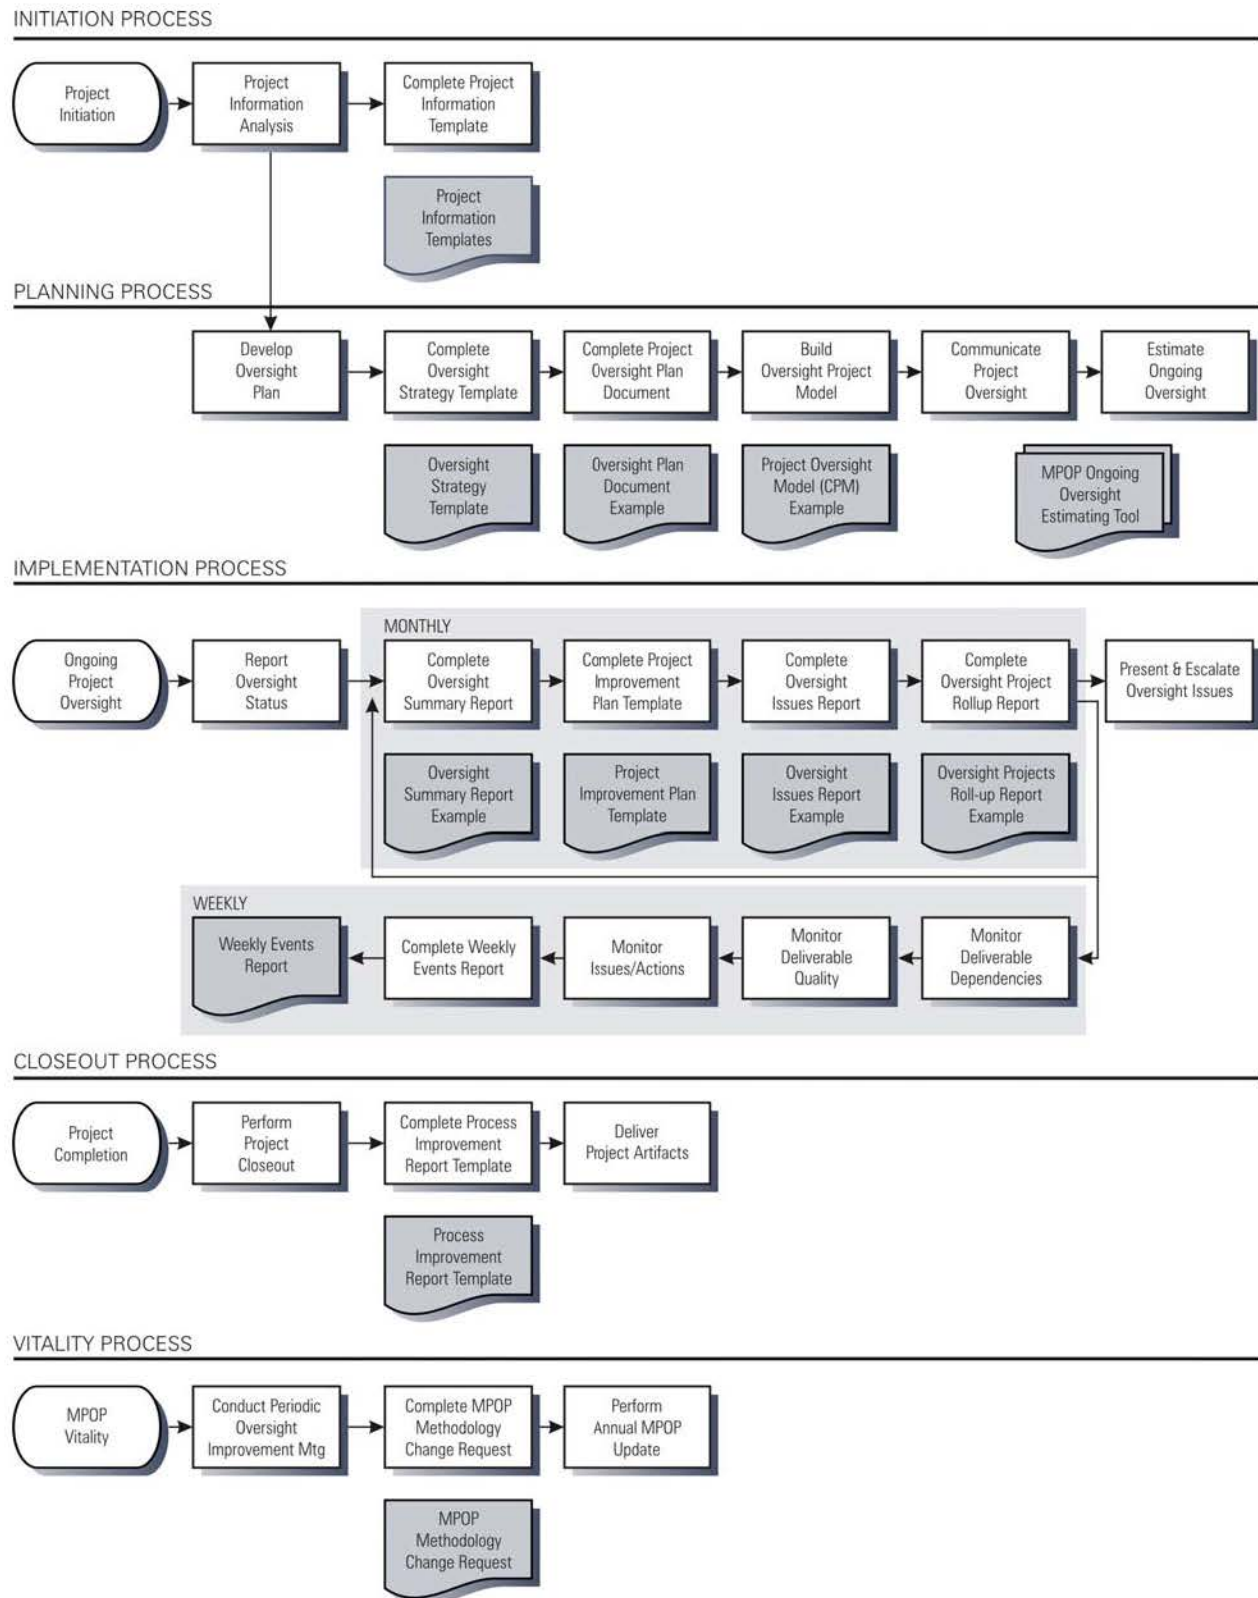 INITIATION PROCESS
Project
Initiation
Project
Information
Analysis
Complete Project
Information
Template
Project
Information
Templates
PLANNING PROCESS
Develop
Oversight
Plan
Complete
Oversight
Strategy Template
Complete Project
Oversight Plan
Document
Build
Oversight Project
Model
Communicate
Project
Oversight
Estimate
Ongoing
Oversight
Oversight
Strategy
Template
Oversight Plan
Document
Example
Project Oversight
Model (CPM)
Example
MPOP Ongoing
Oversight
Estimating Tool
IMPLEMENTATION PROCESS
MONTHLY
Ongoing
Project
Oversight
Report
Oversight
Status
Complete
Oversight
Summary Report
Complete Project
Improvement
Plan Template
Complete
Oversight
Issues Report
Complete
Oversight Project
Rollup Report
Present & Escalate
Oversight Issues
Oversight
Summary Report
Example
Project
Improvement Plan
Template
Oversight
Issues Report
Example
Oversight Projects
Roll-up Report
Example
WEEKLY
Weekly Events
Report
Complete Weekly
Events Report
Monitor
Issues/Actions
Monitor
Deliverable
Quality
Monitor
Deliverable
Dependencies
CLOSEOUT PROCESS
Project
Completion
Perform
Project
Closeout
Complete Process
Improvement
Report Template
Deliver
Project Artifacts
Process
Improvement
Report Template
VITALITY PROCESS
MPOP
Vitality
Conduct Periodic
Oversight
Improvement Mtg
Complete MPOP
Methodology
Change Request
Perform
Annual MPOP
Update
MPOP
Methodology
Change Request